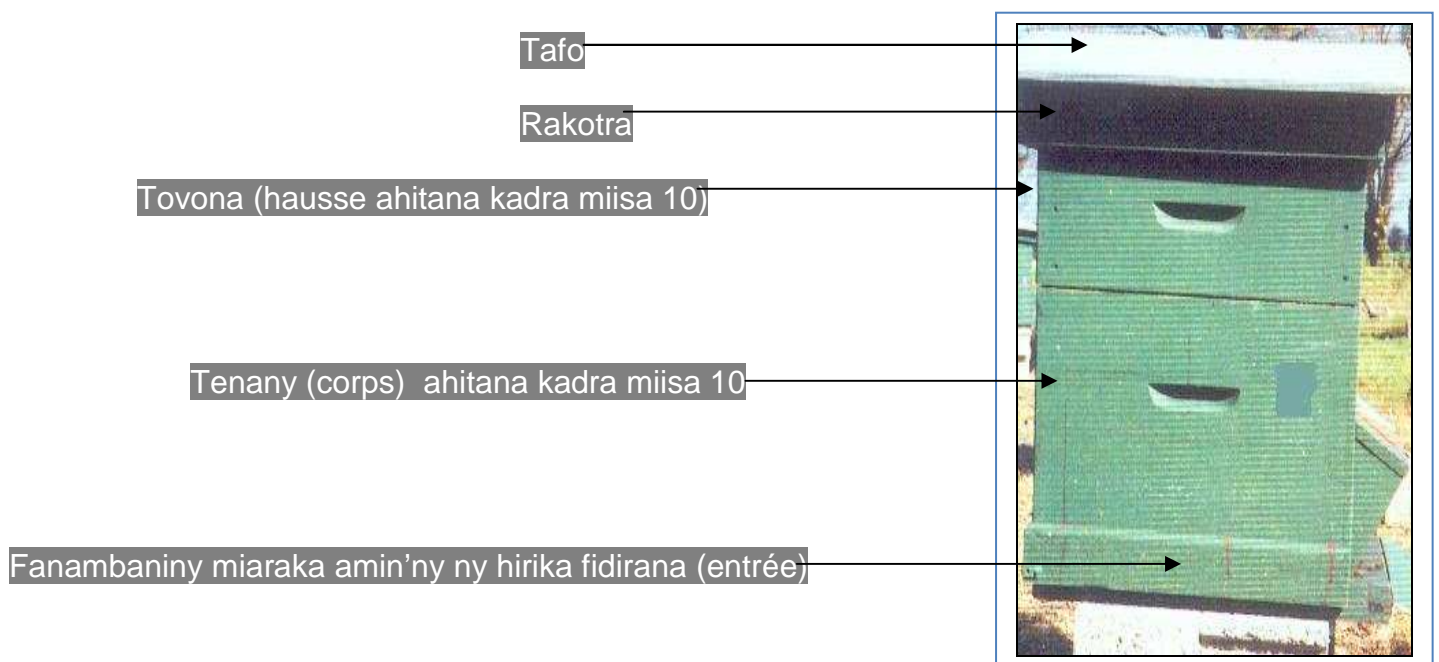 Tafo
Rakotra
Tovona (hausse ahitana kadra miisa 10)
Tenany (corps)  ahitana kadra miisa 10
Fanambaniny miaraka amin’ny ny hirika fidirana (entrée)